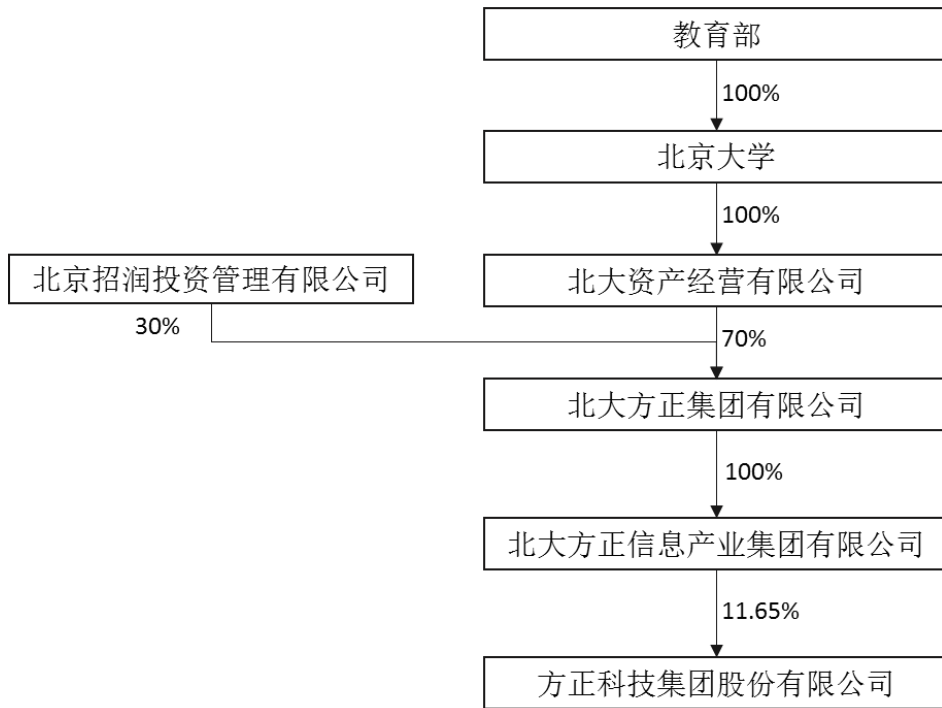 教育部
100%
北京大学
100%
北京招润投资管理有限公司
北大资产经营有限公司
30%
70%
北大方正集团有限公司
100%
北大方正信息产业集团有限公司
11.65%
方正科技集团股份有限公司